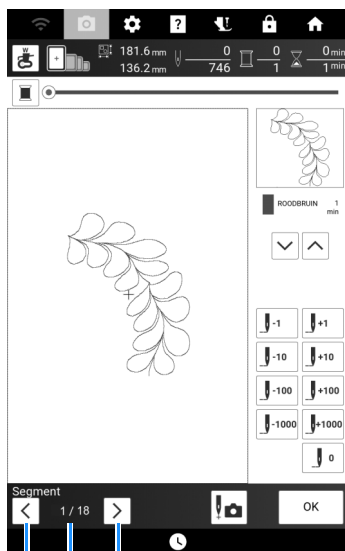 ?
W
181.6 mm
136.2 mm
0
746
0
1
0 min
1 min
ROODBRUIN 1
min
-1
+1
-10
+10
-100
+100
-1000
+1000
0
Segment
1 / 18
OK